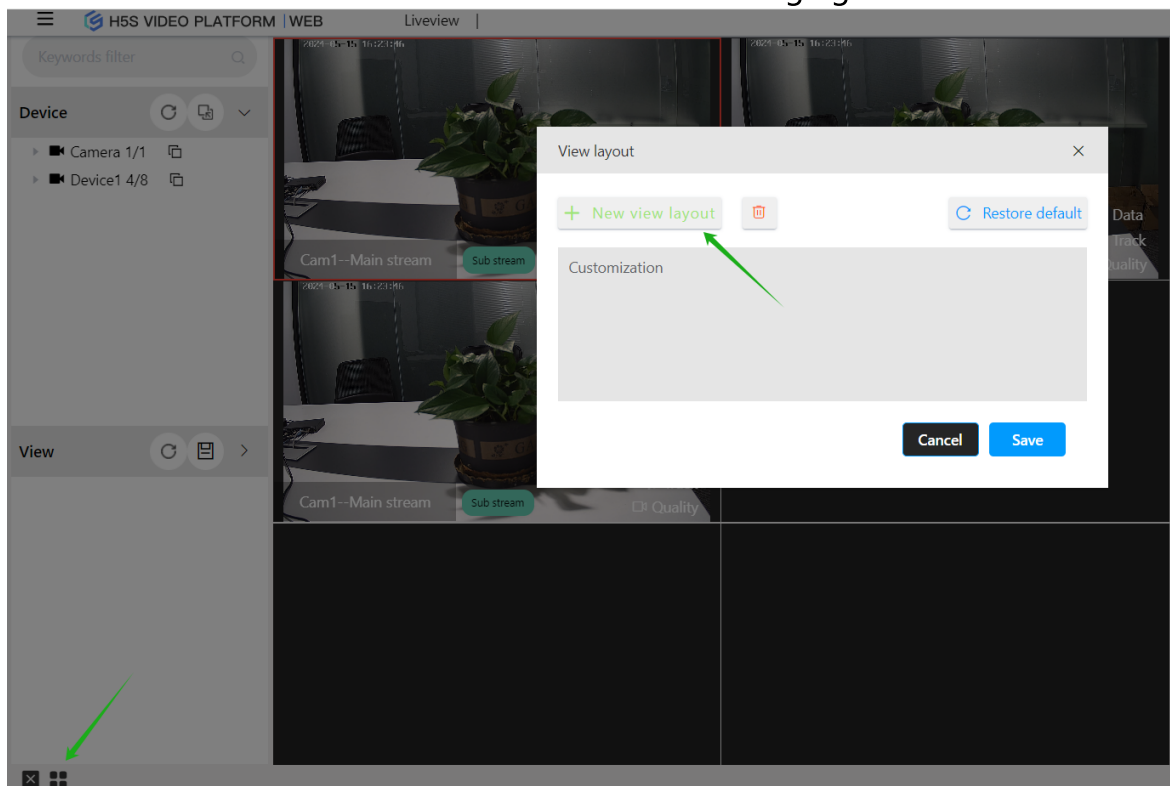 H5S VIDEO PLATFORM | WEB Liveview |
Keywords filter
Device
Camera 1/1
Device1 4/8
View
2024-05-15 16:23:46
Cam1--Main stream Sub stream
2024-05-15 16:23:46
Data
Track
Quality
2024-05-15 16:23:46
Cam1--Main stream Sub stream
Quality
View layout
+ New view layout
Restore default
Customization
Cancel Save